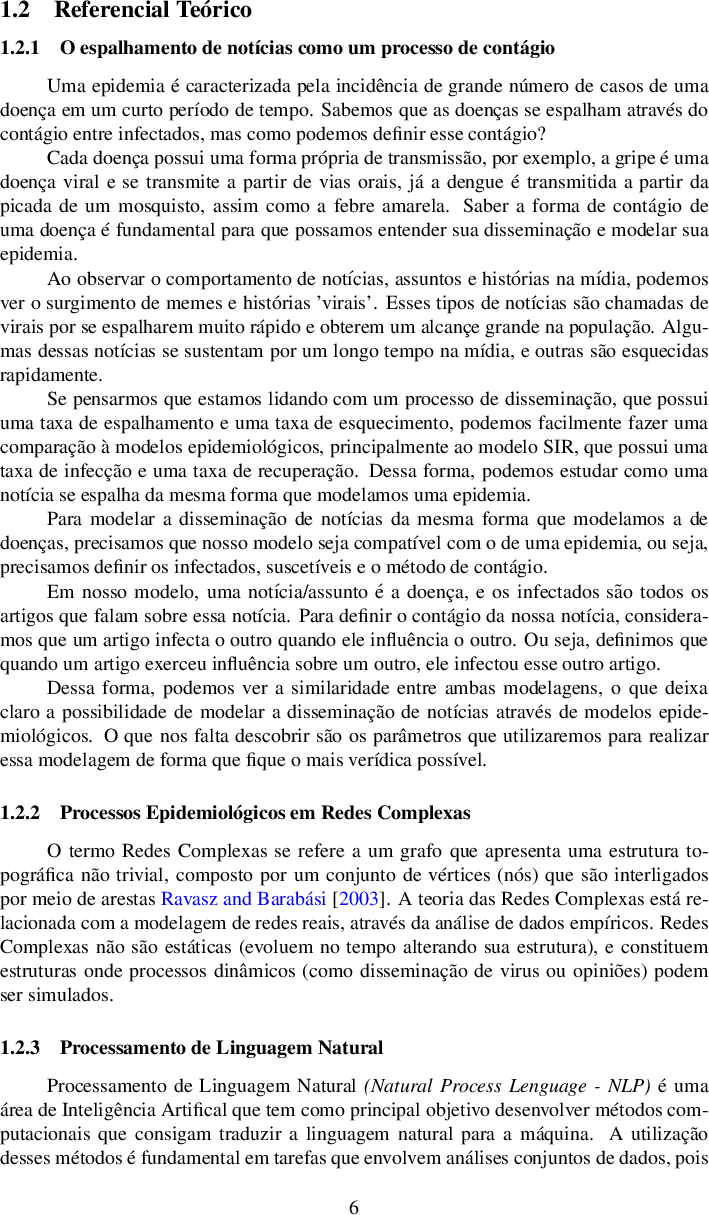 1.2 Referencial Teórico
1.2.1 O espalhamento de notícias como um processo de contágio
Uma epidemia é caracterizada pela incidência de grande número de casos de uma
doença em um curto período de tempo. Sabemos que as doenças se espalham através do
contágio entre infectados, mas como podemos definir esse contágio?
Cada doença possui uma forma própria de transmissão, por exemplo, a gripe é uma
doença viral e se transmite a partir de vias orais, já a dengue é transmitida a partir da
picada de um mosquisto, assim como a febre amarela. Saber a forma de contágio de
uma doença é fundamental para que possamos entender sua disseminação e modelar sua
epidemia.
Ao observar o comportamento de notícias, assuntos e histórias na mídia, podemos
ver o surgimento de memes e histórias ’virais’. Esses tipos de notícias são chamadas de
virais por se espalharem muito rápido e obterem um alcançe grande na população. Algu-
mas dessas notícias se sustentam por um longo tempo na mídia, e outras são esquecidas
rapidamente.
Se pensarmos que estamos lidando com um processo de disseminação, que possui
uma taxa de espalhamento e uma taxa de esquecimento, podemos facilmente fazer uma
comparação à modelos epidemiológicos, principalmente ao modelo SIR, que possui uma
taxa de infecção e uma taxa de recuperação. Dessa forma, podemos estudar como uma
notícia se espalha da mesma forma que modelamos uma epidemia.
Para modelar a disseminação de notícias da mesma forma que modelamos a de
doenças, precisamos que nosso modelo seja compatível com o de uma epidemia, ou seja,
precisamos definir os infectados, suscetíveis e o método de contágio.
Em nosso modelo, uma notícia/assunto é a doença, e os infectados são todos os
artigos que falam sobre essa notícia. Para definir o contágio da nossa notícia, considera-
mos que um artigo infecta o outro quando ele influência o outro. Ou seja, definimos que
quando um artigo exerceu influência sobre um outro, ele infectou esse outro artigo.
Dessa forma, podemos ver a similaridade entre ambas modelagens, o que deixa
claro a possibilidade de modelar a disseminação de notícias através de modelos epide-
miológicos. O que nos falta descobrir são os parâmetros que utilizaremos para realizar
essa modelagem de forma que fique o mais verídica possível.
1.2.2 Processos Epidemiológicos em Redes Complexas
O termo Redes Complexas se refere a um grafo que apresenta uma estrutura to-
pográfica não trivial, composto por um conjunto de vértices (nós) que são interligados
por meio de arestas Ravasz and Barabási [2003]. A teoria das Redes Complexas está re-
lacionada com a modelagem de redes reais, através da análise de dados empíricos. Redes
Complexas não são estáticas (evoluem no tempo alterando sua estrutura), e constituem
estruturas onde processos dinâmicos (como disseminação de virus ou opiniões) podem
ser simulados.
1.2.3 Processamento de Linguagem Natural
Processamento de Linguagem Natural (Natural Process Lenguage - NLP) é uma
área de Inteligência Artifical que tem como principal objetivo desenvolver métodos com-
putacionais que consigam traduzir a linguagem natural para a máquina. A utilização
desses métodos é fundamental em tarefas que envolvem análises conjuntos de dados, pois
6